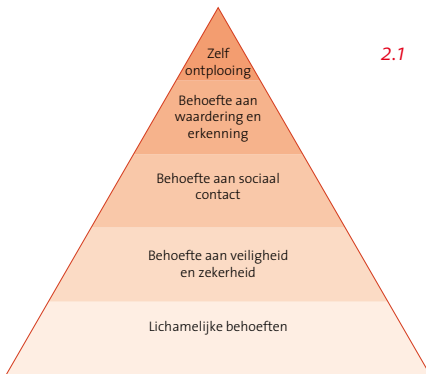 2.1
Zelf
ontplooing
Behoefte aan
waardering en
erkenning
Behoefte aan sociaal
contact
Behoefte aan veiligheid
en zekerheid
Lichamelijke behoeften